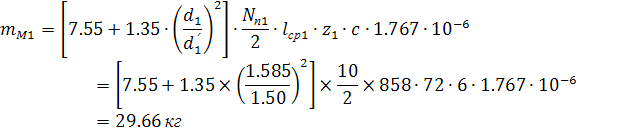 m_{M1} = [7.55 + 1.35 · (d_1/d_1^′)^2] · N_{п1}/2 · l_{cp1} · z_1 · c · 1.767 · 10^{−6}
= [7.55 + 1.35 × (1.585/1.50)^2] × 10/2 × 858 · 72 · 6 · 1.767 · 10^{−6}
= 29.66 кг